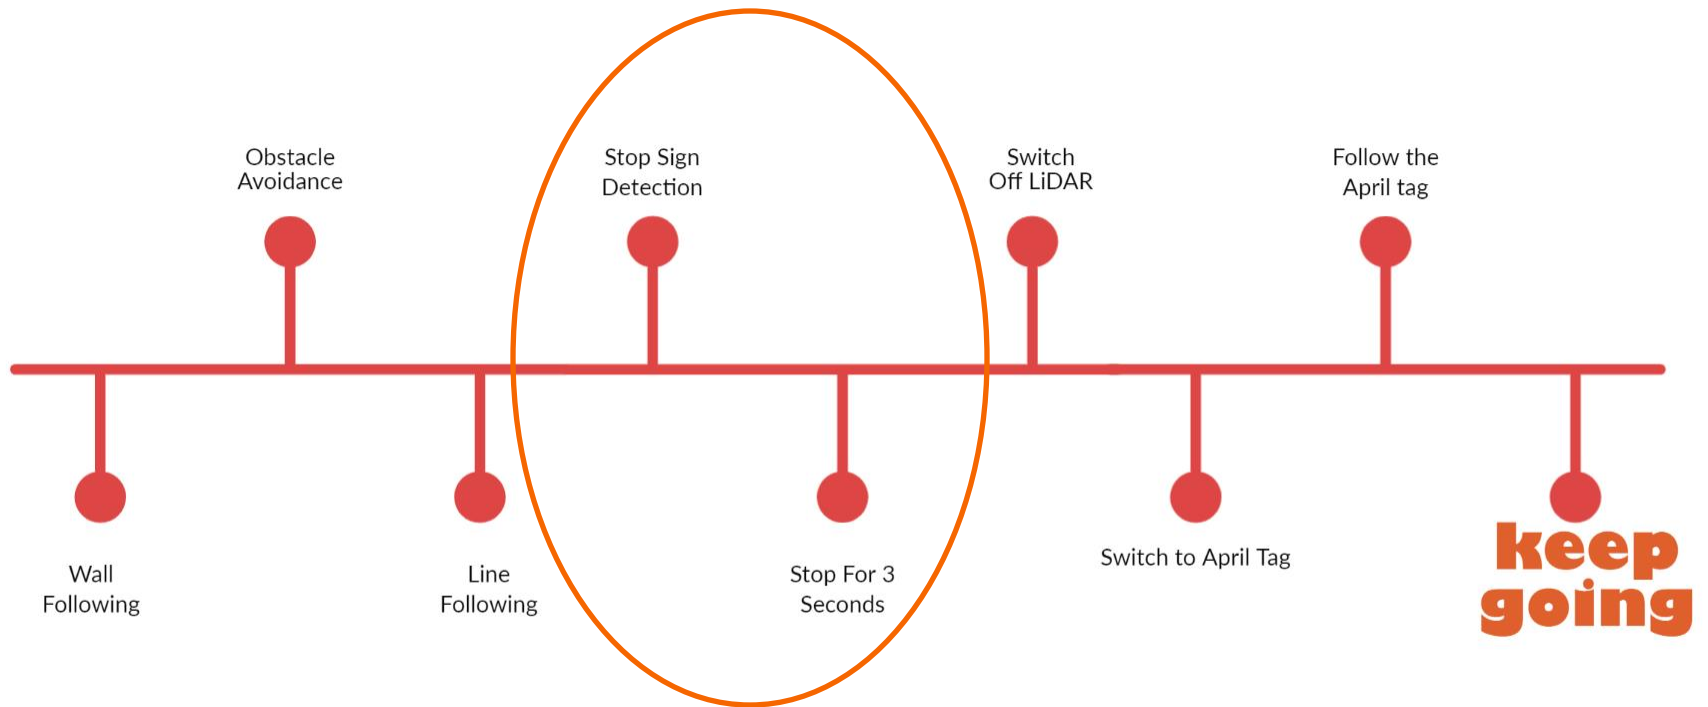 Wall
Following
Obstacle
Avoidance
Line
Following
Stop Sign
Detection
Stop For 3
Seconds
Switch
Off LiDAR
Switch to April Tag
Follow the
April tag
keep
going